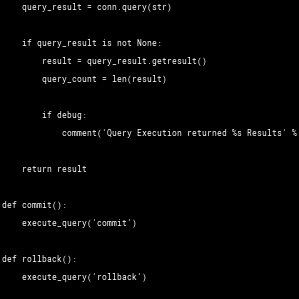 query_result = conn.query(str)
if query_result is not None:
result = query_result.getresult()
query_count = len(result)
if debug:
comment('Query Execution returned %s Results' %
return result
def commit():
execute_query('commit')
def rollback():
execute_query('rollback')